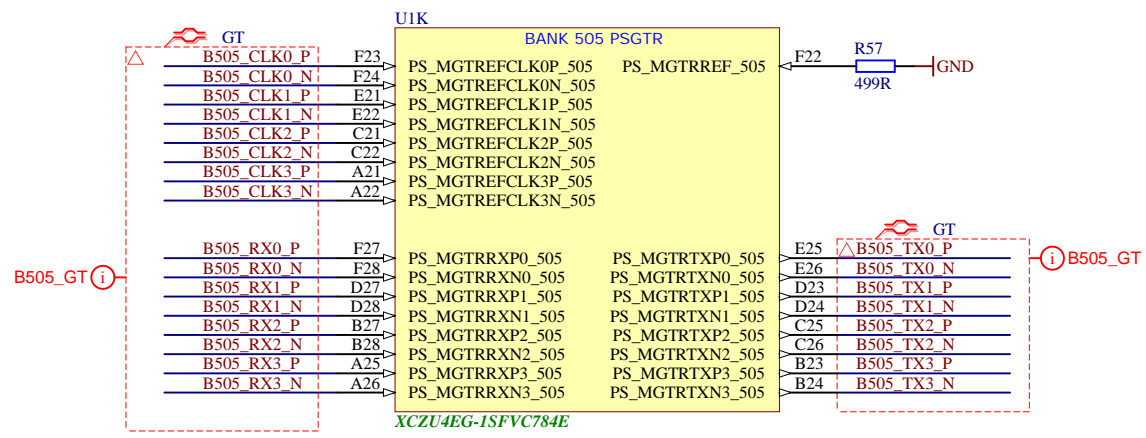 U1K
BANK 505 PSGTR
GT
B505_CLK0_P F23 PS_MGTREFCLK0P_505 PS_MGTRREF_505 F22 R57 499R GND
B505_CLK0_N F24 PS_MGTREFCLK0N_505
B505_CLK1_P E21 PS_MGTREFCLK1P_505
B505_CLK1_N E22 PS_MGTREFCLK1N_505
B505_CLK2_P C21 PS_MGTREFCLK2P_505
B505_CLK2_N C22 PS_MGTREFCLK2N_505
B505_CLK3_P A21 PS_MGTREFCLK3P_505
B505_CLK3_N A22 PS_MGTREFCLK3N_505
GT
B505_RX0_P F27 PS_MGTRRXP0_505 PS_MGTRTXP0_505 E25 B505_TX0_P
B505_GT i B505_RX0_N F28 PS_MGTRRXN0_505 PS_MGTRTXN0_505 E26 B505_TX0_N i B505_GT
B505_RX1_P D27 PS_MGTRRXP1_505 PS_MGTRTXP1_505 D23 B505_TX1_P
B505_RX1_N D28 PS_MGTRRXN1_505 PS_MGTRTXN1_505 D24 B505_TX1_N
B505_RX2_P B27 PS_MGTRRXP2_505 PS_MGTRTXP2_505 C25 B505_TX2_P
B505_RX2_N B28 PS_MGTRRXN2_505 PS_MGTRTXN2_505 C26 B505_TX2_N
B505_RX3_P A25 PS_MGTRRXP3_505 PS_MGTRTXP3_505 B23 B505_TX3_P
B505_RX3_N A26 PS_MGTRRXN3_505 PS_MGTRTXN3_505 B24 B505_TX3_N
XCZU4EG-1SFVC784E